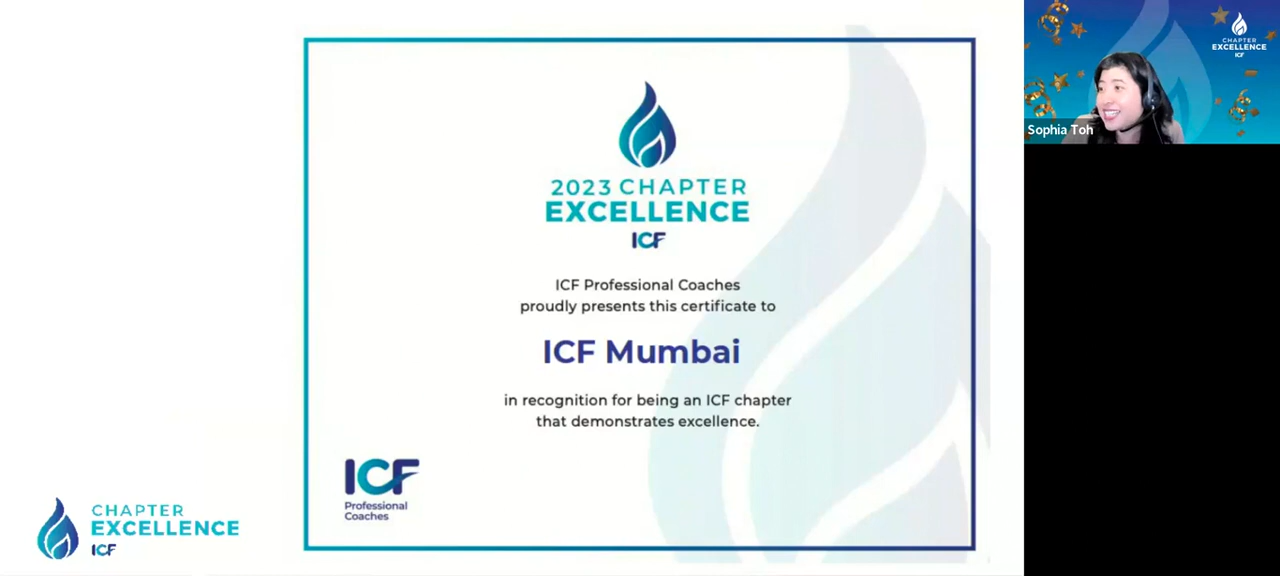 2023 CHAPTER
EXCELLENCE
ICF
ICF Professional Coaches
proudly presents this certificate to
ICF Mumbai
in recognition for being an ICF chapter
that demonstrates excellence.
ICF
Professional
Coaches
CHAPTER
EXCELLENCE
ICF
CHAPTER
EXCELLENCE
ICF
Sophia Toh